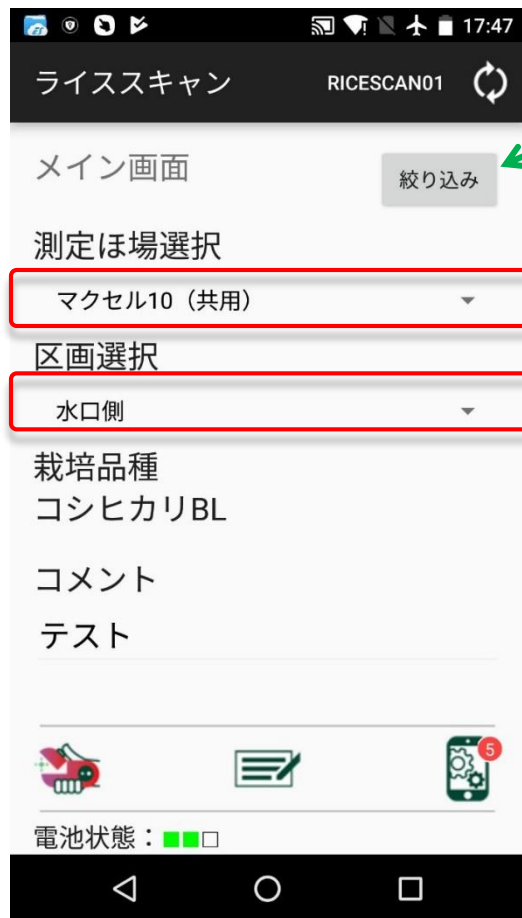 17:47
ライススキャン RICESCAN01
メイン画面
絞り込み
測定ほ場選択
マクセル10（共用）
区画選択
水口側
栽培品種
コシヒカリBL
コメント
テスト
5
電池状態：■■□